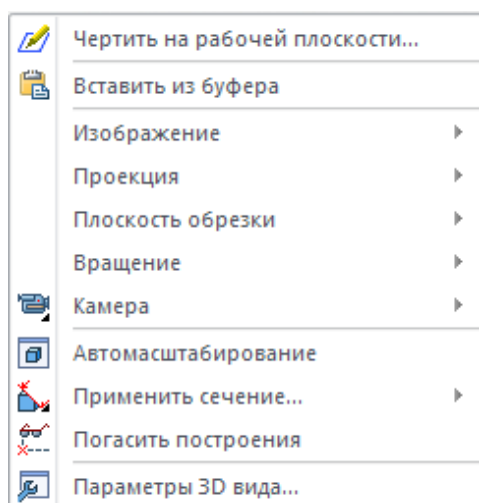 Чертить на рабочей плоскости...
Вставить из буфера
Изображение
Проекция
Плоскость обрезки
Вращение
Камера
Автомасштабирование
Применить сечение...
Погасить построения
Параметры 3D вида...